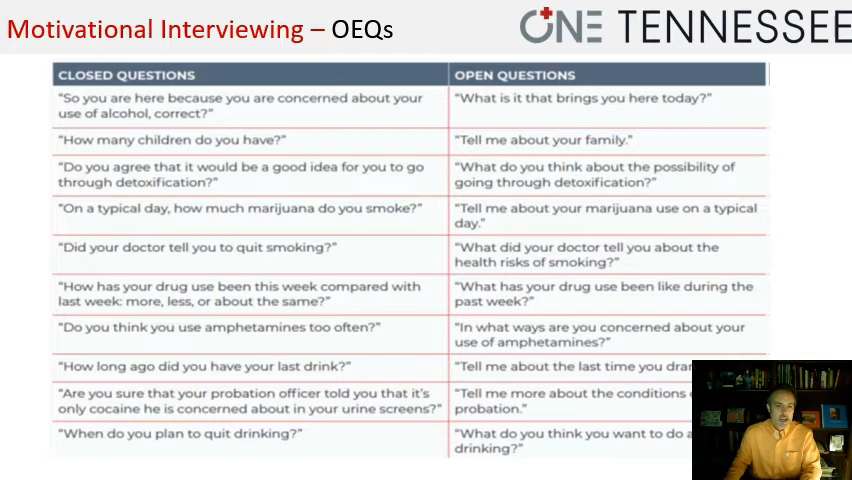 Motivational Interviewing – OEQs
ONE TENNESSEE
CLOSED QUESTIONS
OPEN QUESTIONS
“So you are here because you are concerned about your
use of alcohol, correct?”
“What is it that brings you here today?”
“How many children do you have?”
“Tell me about your family.”
“Do you agree that it would be a good idea for you to go
through detoxification?”
“What do you think about the possibility of
going through detoxification?”
“On a typical day, how much marijuana do you smoke?”
“Tell me about your marijuana use on a typical
day.”
“Did your doctor tell you to quit smoking?”
“What did your doctor tell you about the
health risks of smoking?”
“How has your drug use been this week compared with
last week: more, less, or about the same?”
“What has your drug use been like during the
past week?”
“Do you think you use amphetamines too often?”
“In what ways are you concerned about your
use of amphetamines?”
“How long ago did you have your last drink?”
“Tell me about the last time you
“Are you sure that your probation officer told you that it’s
only cocaine he is concerned about in your urine screens?”
“Tell me more about the conditions
probation.”
“When do you plan to quit drinking?”
“What do you think you want to do
drinking?”